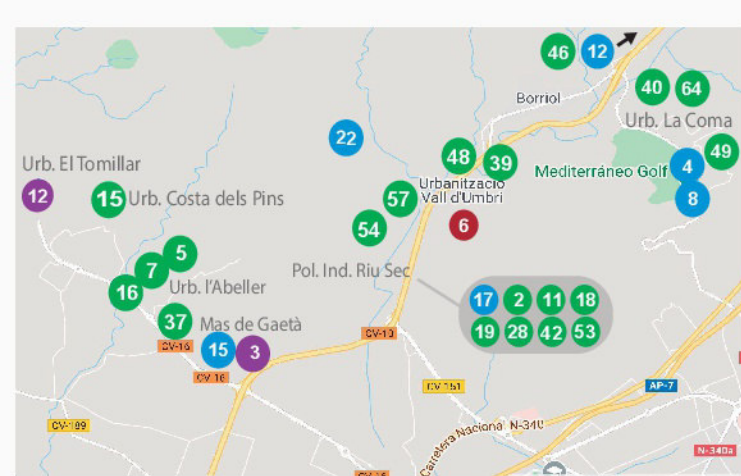 46 12
Borriol
40 64
Urb. La Coma
22
48 39
49
Mediterráneo Golf 4
8
Urb. El Tomillar
12
15 Urb. Costa dels Pins
Urbanització
Vall d'Umbrí
57
54
6
5
7
16
Urb. l'Abeller
Pol. Ind. Riu Sec
17 2 11 18
19 28 42 53
37
Mas de Gaetà
CV-16
15 3
CV-10
CV-16
CV-151
AP-7
CV-189
Carretera Nacional N-340
N-340a